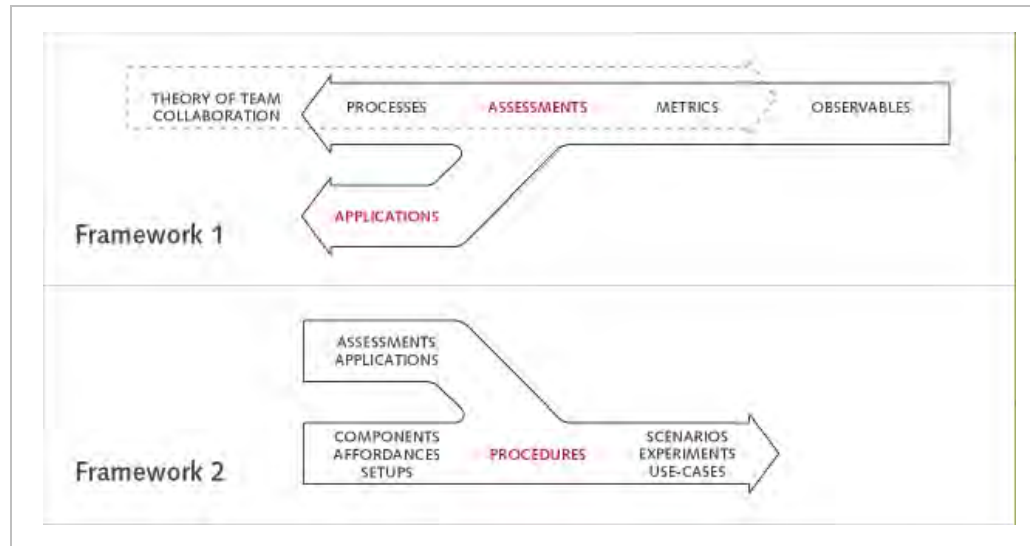 THEORY OF TEAM
COLLABORATION
PROCESSES
ASSESSMENTS
METRICS
OBSERVABLES
APPLICATIONS
Framework 1
ASSESSMENTS
APPLICATIONS
COMPONENTS
AFFORDANCES
SETUPS
PROCEDURES
SCENARIOS
EXPERIMENTS
USE-CASES
Framework 2